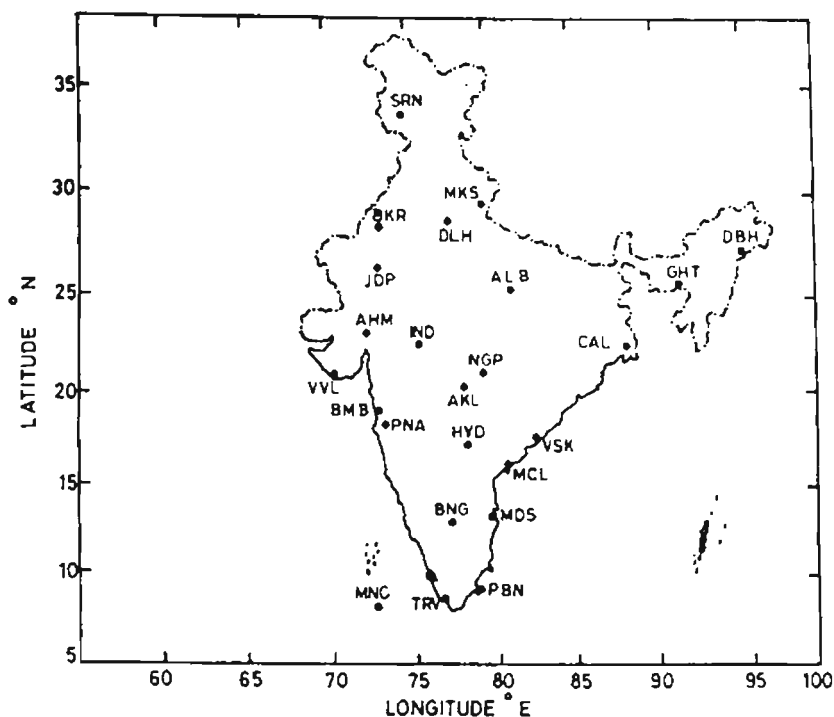 35
SRN
30
MKS
BKR
DLH
DBH
GHT
JDP
ALB
25
AHM
IND
CAL
NGP
VVL
AKL
20
BMB
PNA
HYD
VSK
MCL
15
BNG
MDS
10
MNC
TRV
PBN
5
LATITUDE °N
60 65 70 75 80 85 90 95 100
LONGITUDE °E